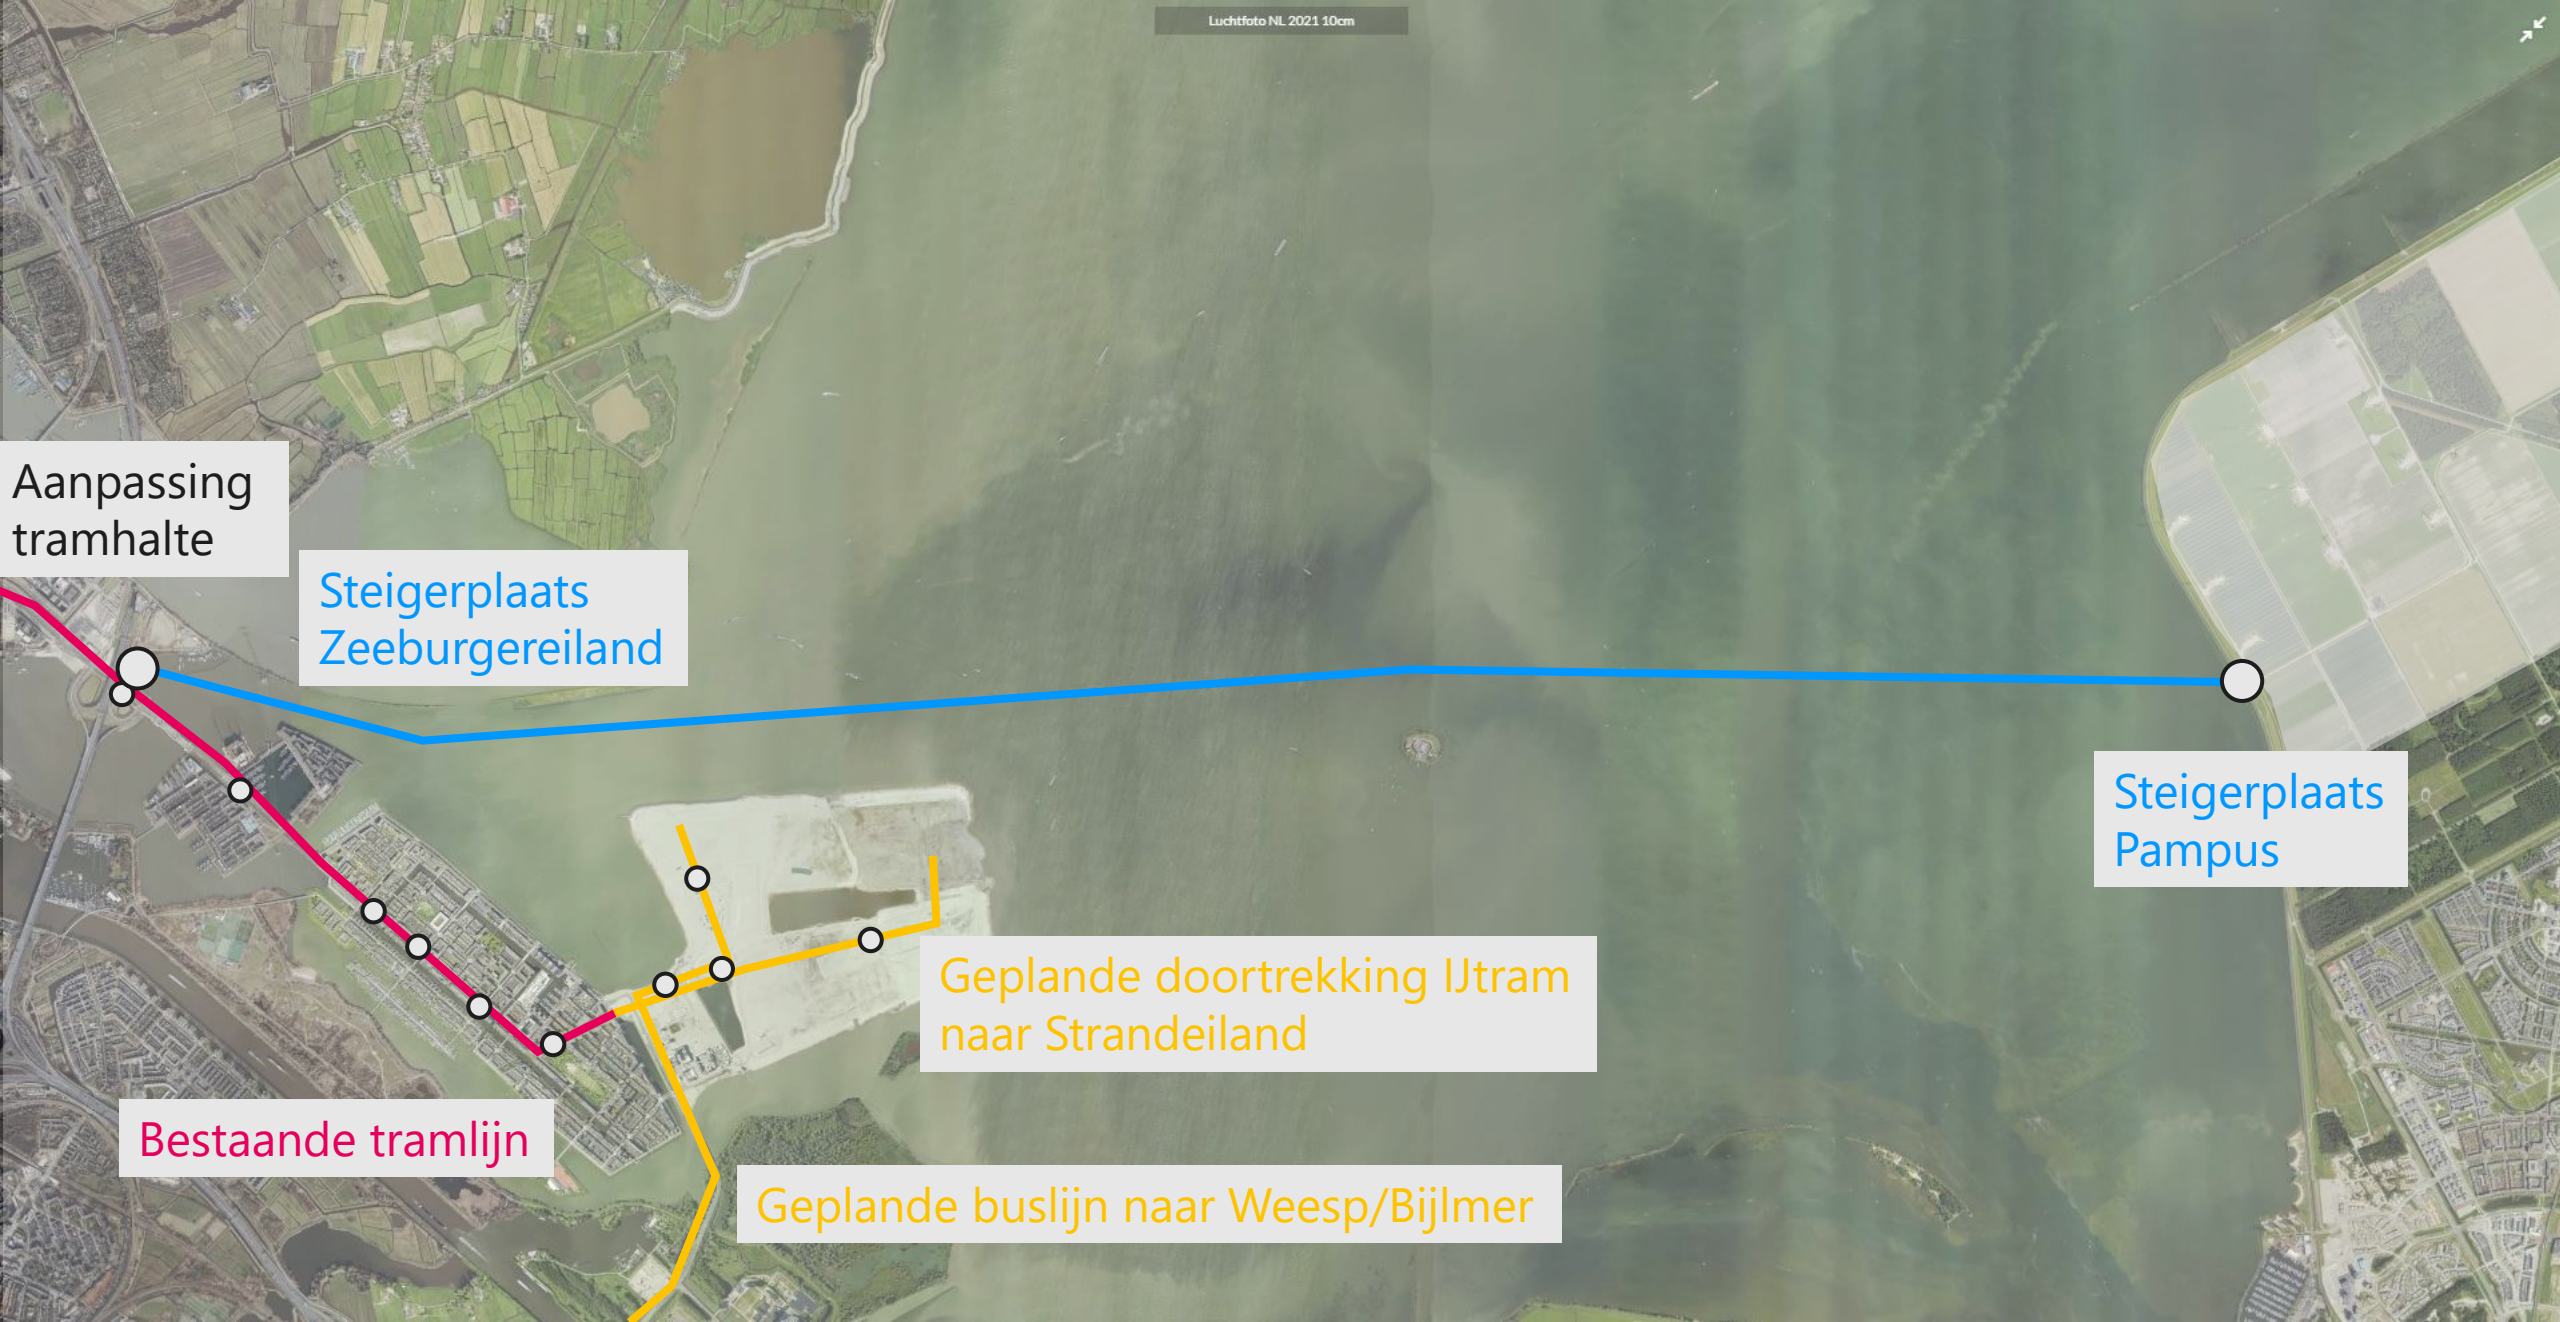 Luchtfoto NL 2021 10cm
Aanpassing
tramhalte
Steigerplaats
Zeeburgereiland
Steigerplaats
Pampus
Geplande doortrekking IJtram
naar Strandeiland
Bestaande tramlijn
Geplande buslijn naar Weesp/Bijlmer